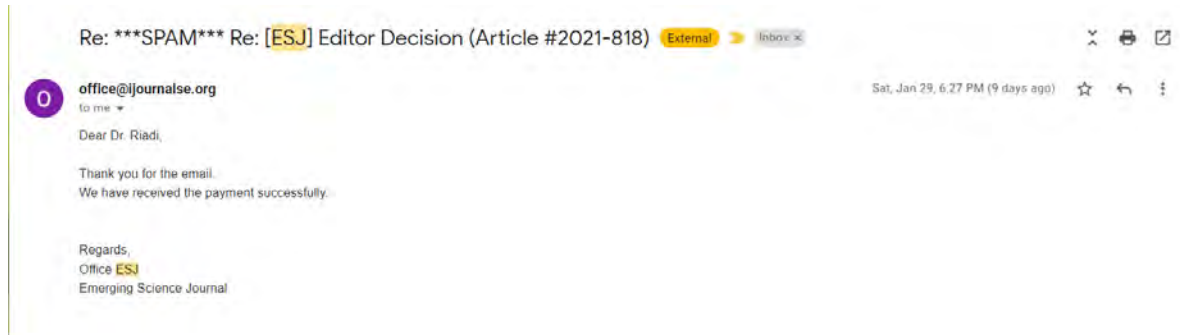 Re: ***SPAM*** Re: [ESJ] Editor Decision (Article #2021-818) External Inbox x
O
office@ijournalse.org
Sat, Jan 29, 6:27 PM (9 days ago)
to me
Dear Dr. Riadi,
Thank you for the email.
We have received the payment successfully.
Regards,
Office ESJ
Emerging Science Journal